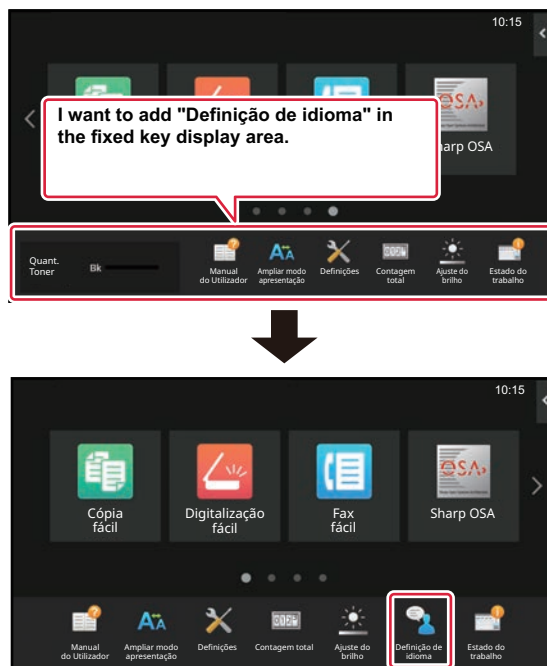 10:15
I want to add "Definição de idioma" in
the fixed key display area.
arp OSA
Quant.
Toner
Bk
Manual
do Utilizador
Ampliar modo
apresentação
Definições
Contagem
total
Ajuste do
brilho
Estado do
trabalho
10:15
Cópia
fácil
Digitalização
fácil
Fax
fácil
Sharp OSA
Manual
do Utilizador
Ampliar modo
apresentação
Definições
Contagem total
Ajuste do
brilho
Definição de
idioma
Estado do
trabalho